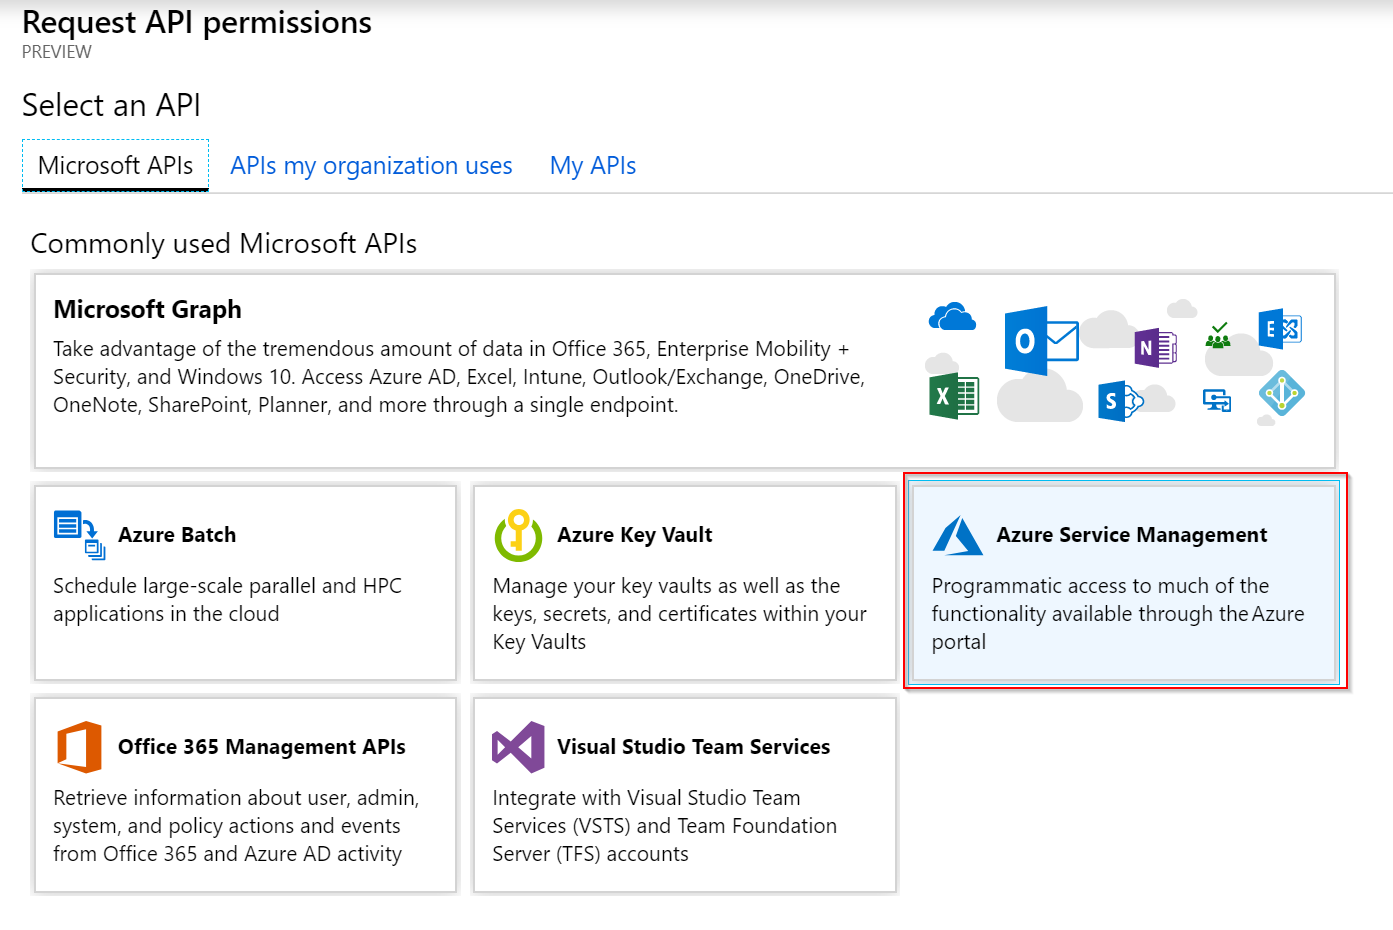 Request API permissions
PREVIEW
Select an API
Microsoft APIs APIs my organization uses My APIs
Commonly used Microsoft APIs
Microsoft Graph
Take advantage of the tremendous amount of data in Office 365, Enterprise Mobility +
Security, and Windows 10. Access Azure AD, Excel, Intune, Outlook/Exchange, OneDrive,
OneNote, SharePoint, Planner, and more through a single endpoint.
O
N
E
X
S
Azure Batch
Schedule large-scale parallel and HPC
applications in the cloud
Azure Key Vault
Manage your key vaults as well as the
keys, secrets, and certificates within your
Key Vaults
Azure Service Management
Programmatic access to much of the
functionality available through the Azure
portal
Office 365 Management APIs
Retrieve information about user, admin,
system, and policy actions and events
from Office 365 and Azure AD activity
Visual Studio Team Services
Integrate with Visual Studio Team
Services (VSTS) and Team Foundation
Server (TFS) accounts